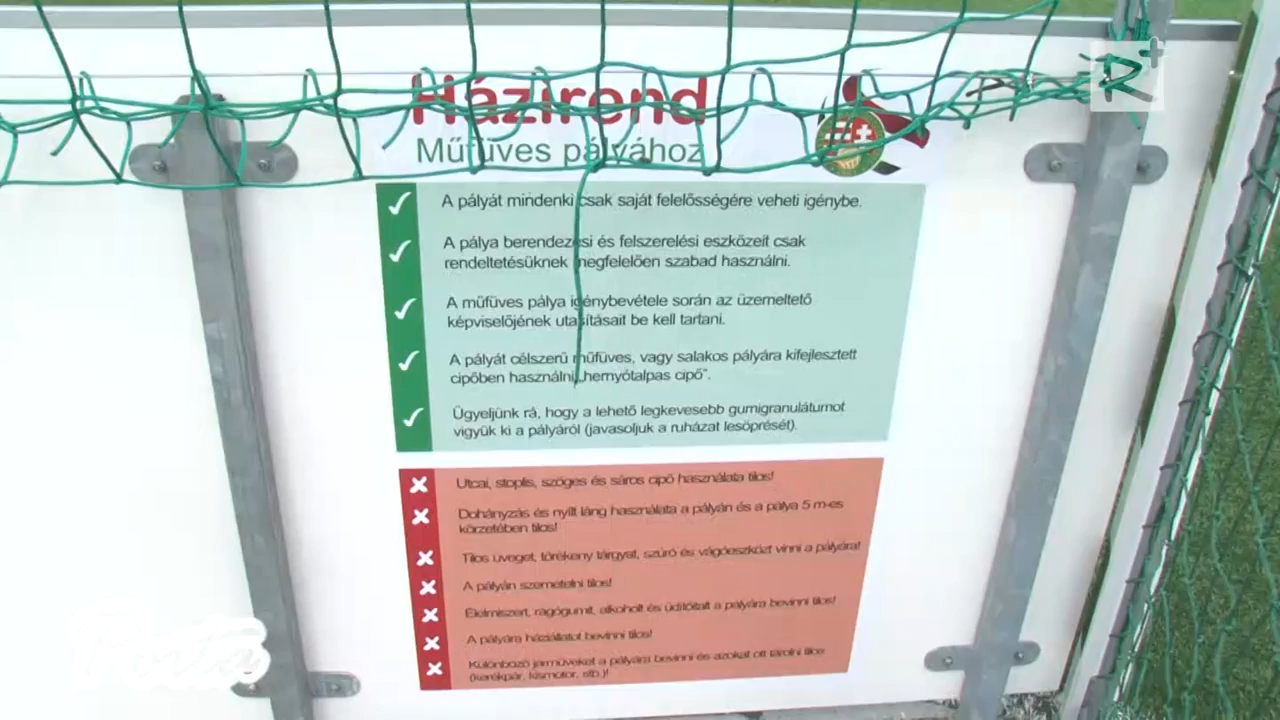 Házirend
R+
Műfüves pályához
A pályát mindenki csak saját felelősségére veheti igénybe.
A pálya berendezési és felszerelési eszközeit csak
rendeltetésüknek megfelelően szabad használni.
A műfüves pálya igénybevétele során az üzemeltető
képviselőjének utasításait be kell tartani.
A pályát célszerű műfüves, vagy salakos pályára kifejlesztett
cipőben használni „hernyótalpas cipő”.
Ügyeljünk rá, hogy a lehető legkevesebb gumigranulátumot
vigyük ki a pályáról (javasoljuk a ruházat lesöprését).
Utcai, stoplis, szöges és sáros cipő használata tilos!
Dohányzás és nyílt láng használata a pályán és a pálya 5 m-es
körzetében tilos!
Tilos üveget, törékeny tárgyat, szúró és vágóeszközt vinni a pályára!
A pályán szemetelni tilos!
Élelmiszert, rágógumit, alkoholt és üdítőitalt a pályára bevinni tilos!
A pályára háziállatot bevinni tilos!
Különböző járműveket a pályára bevinni és azokat ott tárolni tilos
(kerékpár, kismotor, stb.)!
Porta